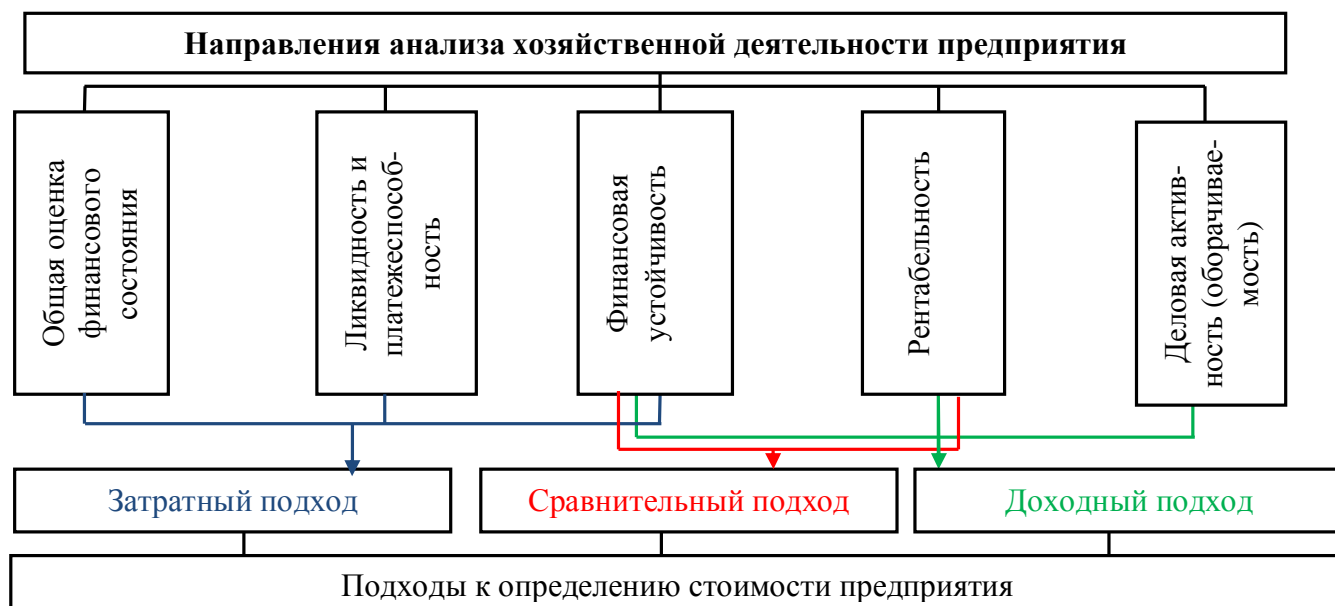 Направления анализа хозяйственной деятельности предприятия
Общая оценка
финансового
состояния
Ликвидность и
платежеспособ-
ность
Финансовая
устойчивость
Рентабельность
Деловая актив-
ность (оборачивае-
мость)
Затратный подход
Сравнительный подход
Доходный подход
Подходы к определению стоимости предприятия